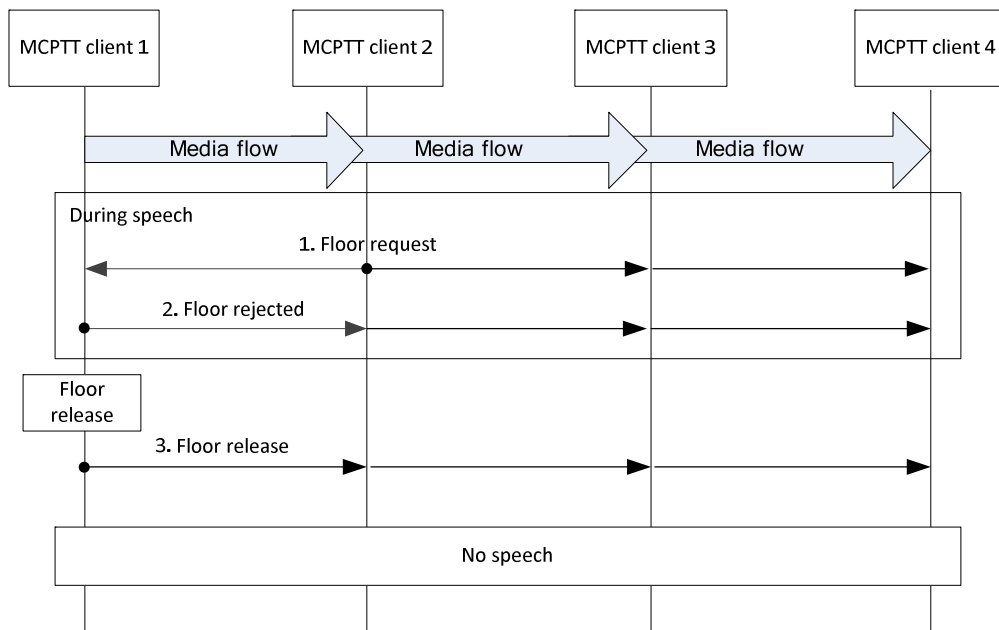 MCPTT client 1
MCPTT client 2
MCPTT client 3
MCPTT client 4
Media flow
Media flow
Media flow
During speech
1. Floor request
2. Floor rejected
Floor
release
3. Floor release
No speech